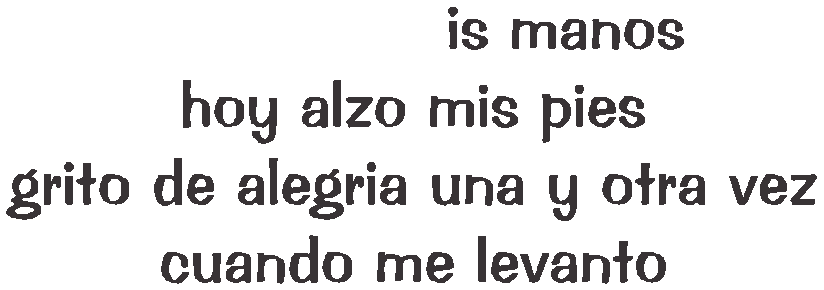 is manos
hoy alzo mis pies
grito de alegria una y otra vez
cuando me levanto